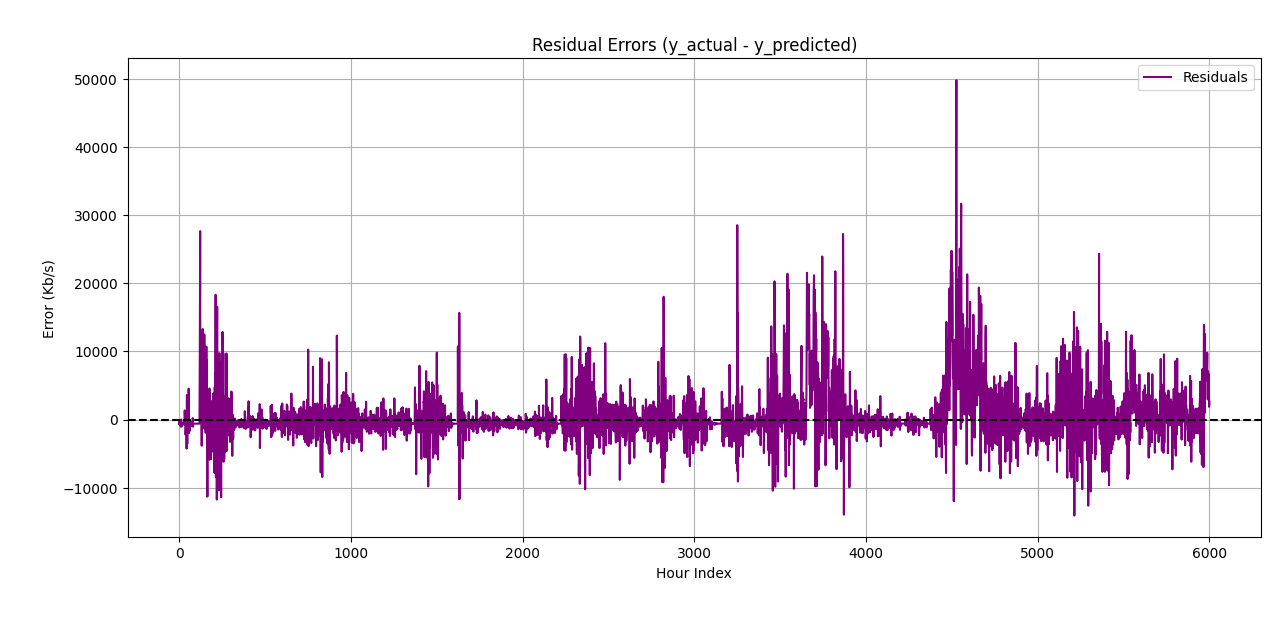 Residual Errors (y_actual - y_predicted)
Residuals
50000
40000
30000
20000
10000
0
−10000
Error (Kb/s)
0 1000 2000 3000 4000 5000 6000
Hour Index